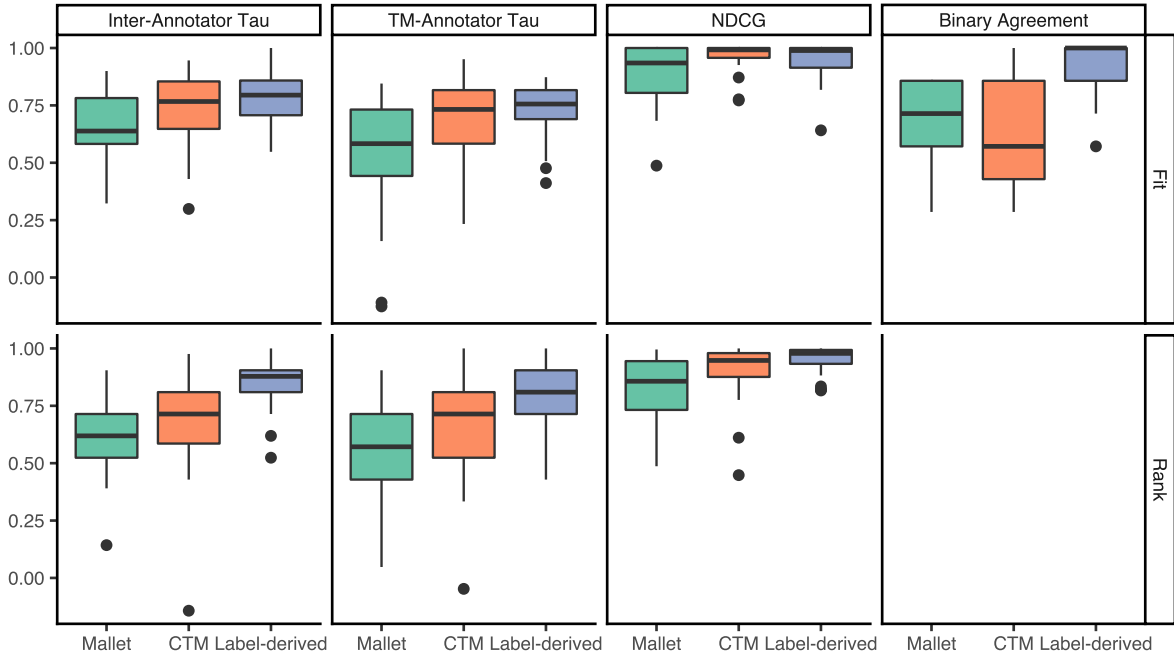 Inter-Annotator Tau TM-Annotator Tau NDCG Binary Agreement
1.00
0.75
0.50
0.25
0.00
Fit
1.00
0.75
0.50
0.25
0.00
Rank
Mallet CTM Label-derived Mallet CTM Label-derived Mallet CTM Label-derived Mallet CTM Label-derived